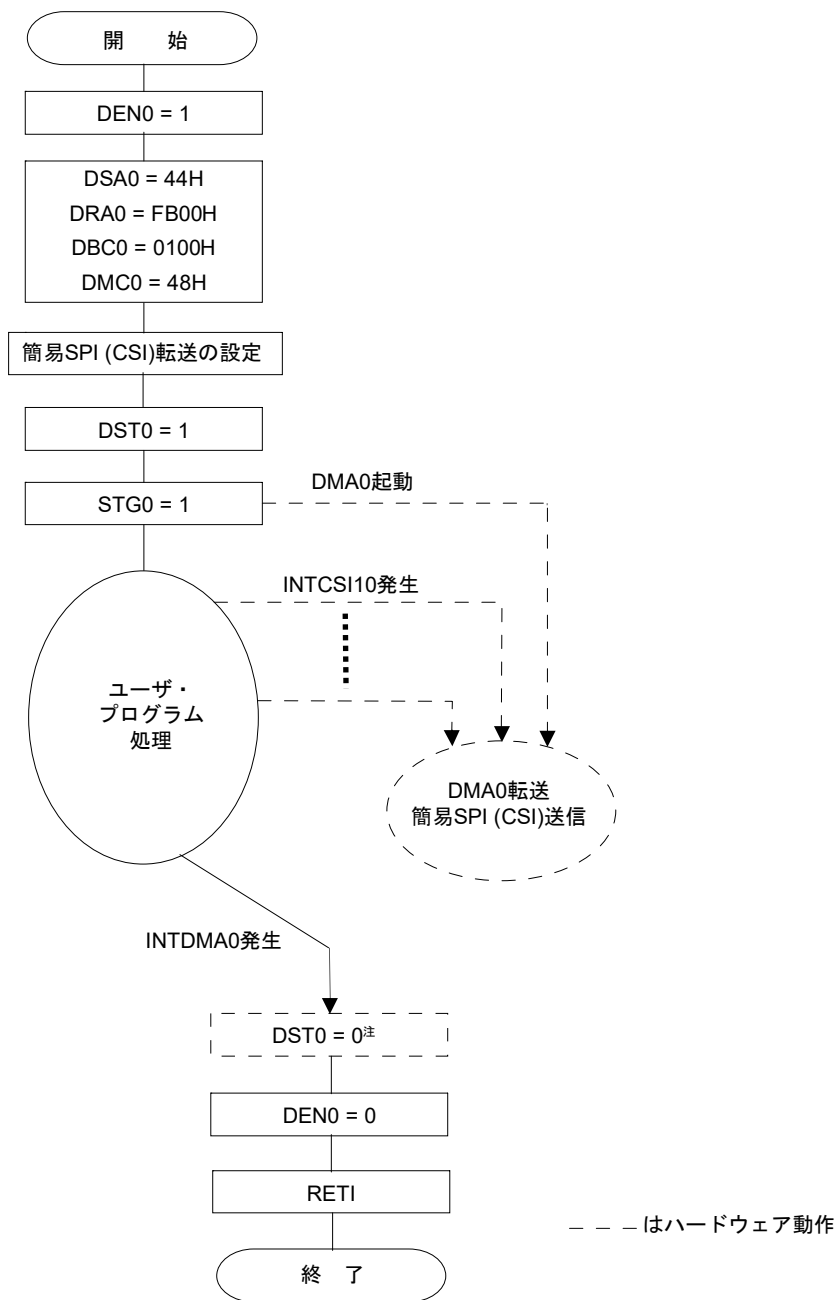 開 始
DEN0 = 1
DSA0 = 44H
DRA0 = FB00H
DBC0 = 0100H
DMC0 = 48H
簡易SPI (CSI)転送の設定
DST0 = 1
STG0 = 1
DMA0起動
INTCSI10発生
ユーザ・
プログラム
処理
DMA0転送
簡易SPI (CSI)送信
INTDMA0発生
DST0 = 0注
DEN0 = 0
RETI
はハードウェア動作
終 了